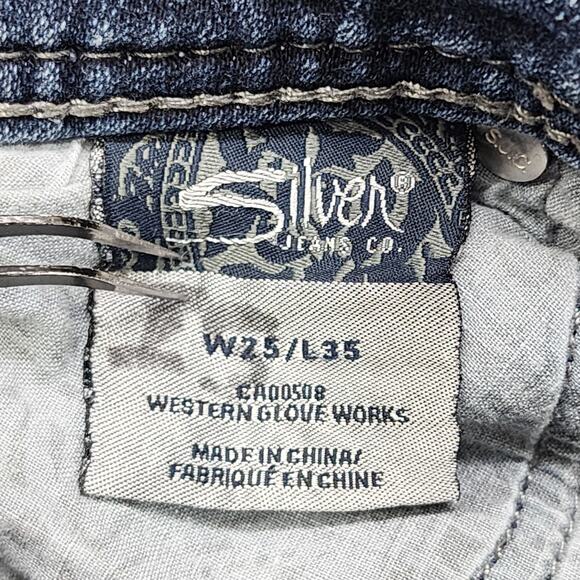 Silver®
JEANS CO.
W25/L35
CA00508
WESTERN GLOVE WORKS
MADE IN CHINA/
FABRIQUÉ EN CHINE